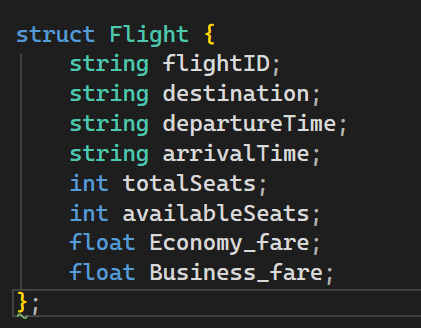 struct Flight {
    string flightID;
    string destination;
    string departureTime;
    string arrivalTime;
    int totalSeats;
    int availableSeats;
    float Economy_fare;
    float Business_fare;
};